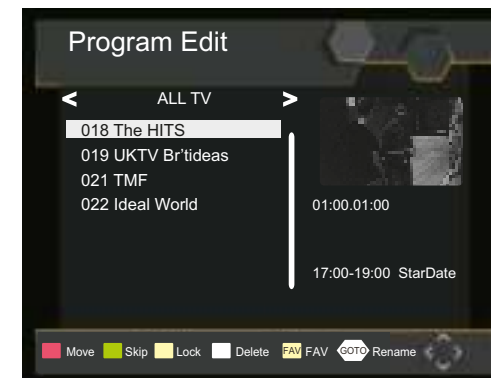 Program Edit
< ALL TV >
018 The HITS
019 UKTV Br'tideas
021 TMF
022 Ideal World
01:00.01:00
17:00-19:00 StarDate
Move Skip Lock Delete FAV FAV GOTO Rename